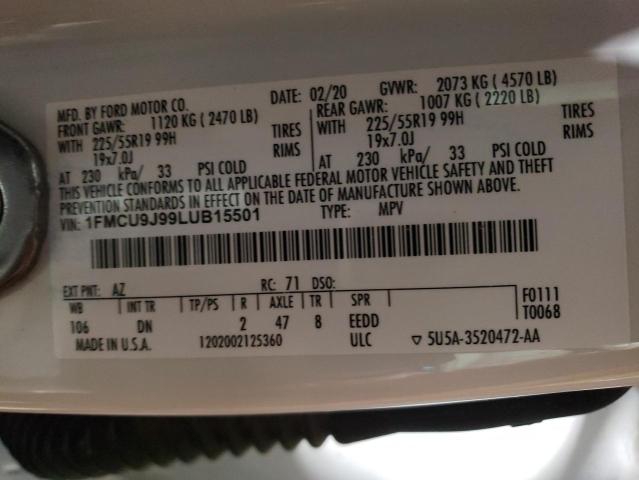 MFD. BY FORD MOTOR CO. DATE: 02/20 GVWR: 2073 KG ( 4570 LB)
FRONT GAWR: 1120 KG ( 2470 LB) REAR GAWR: 1007 KG ( 2220 LB)
WITH 225/55R19 99H TIRES WITH 225/55R19 99H TIRES
19x7.0J RIMS 19x7.0J RIMS
AT 230 kPa/ 33 PSI COLD AT 230 kPa/ 33 PSI COLD
THIS VEHICLE CONFORMS TO ALL APPLICABLE FEDERAL MOTOR VEHICLE SAFETY AND THEFT
PREVENTION STANDARDS IN EFFECT ON THE DATE OF MANUFACTURE SHOWN ABOVE.
VIN: 1FMCU9J99LUB15501 TYPE: MPV
EXT PNT: AZ RC: 71 DSO:
WB INT TR TP/PS R AXLE TR SPR F0111
106 DN 2 47 8 EEDD T0068
MADE IN U.S.A. 1202002125360 ULC ▽ 5U5A-3520472-AA